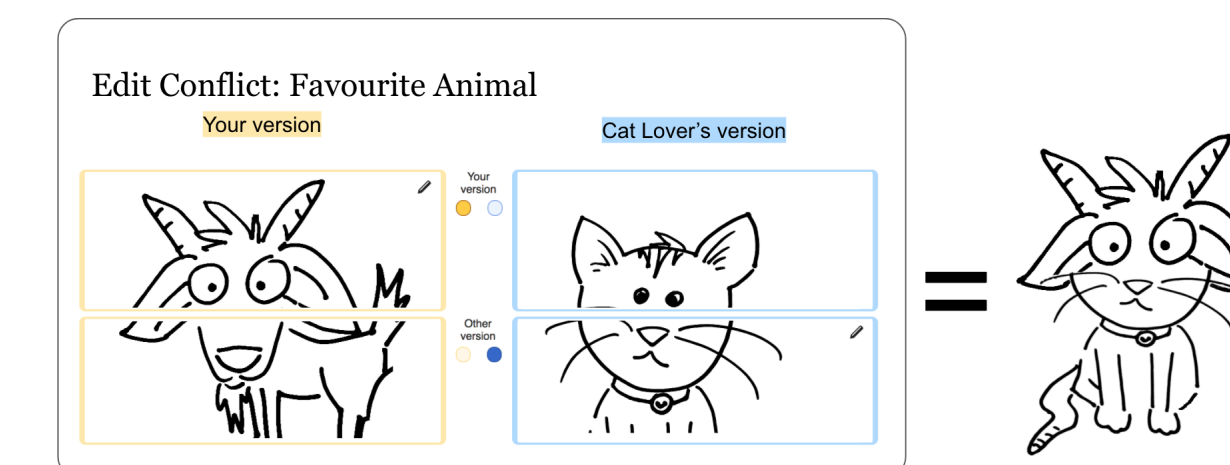 Edit Conflict: Favourite Animal
Your version
Cat Lover’s version
Your
version
Other
version
=